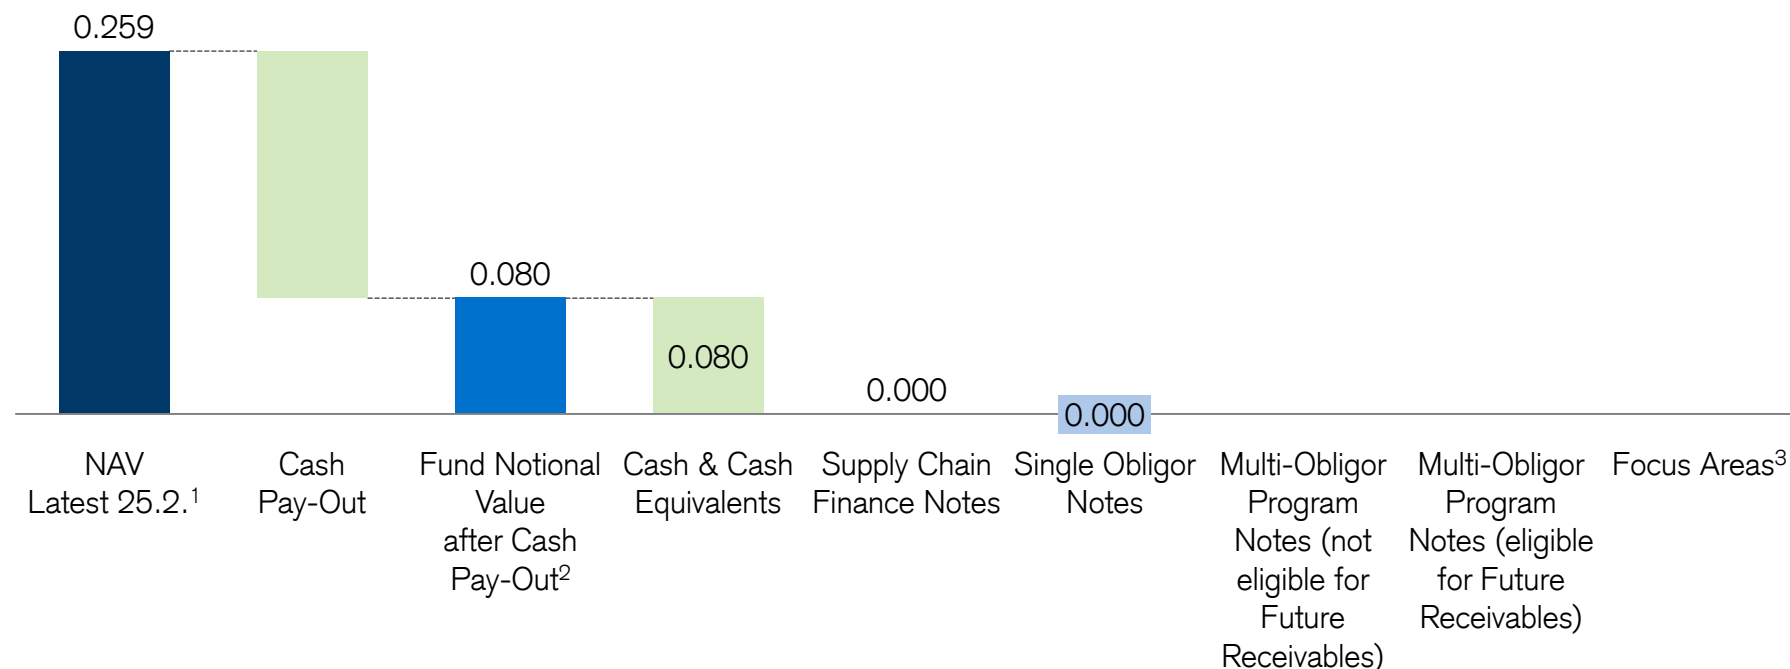 0.259
0.080
0.080
0.000
0.000
NAV
Latest 25.2.¹
Cash
Pay-Out
Fund Notional
Value
after Cash
Pay-Out²
Cash & Cash
Equivalents
Supply Chain
Finance Notes
Single Obligor
Notes
Multi-Obligor
Program
Notes (not
eligible for
Future
Receivables)
Multi-Obligor
Program
Notes (eligible
for Future
Receivables)
Focus Areas³